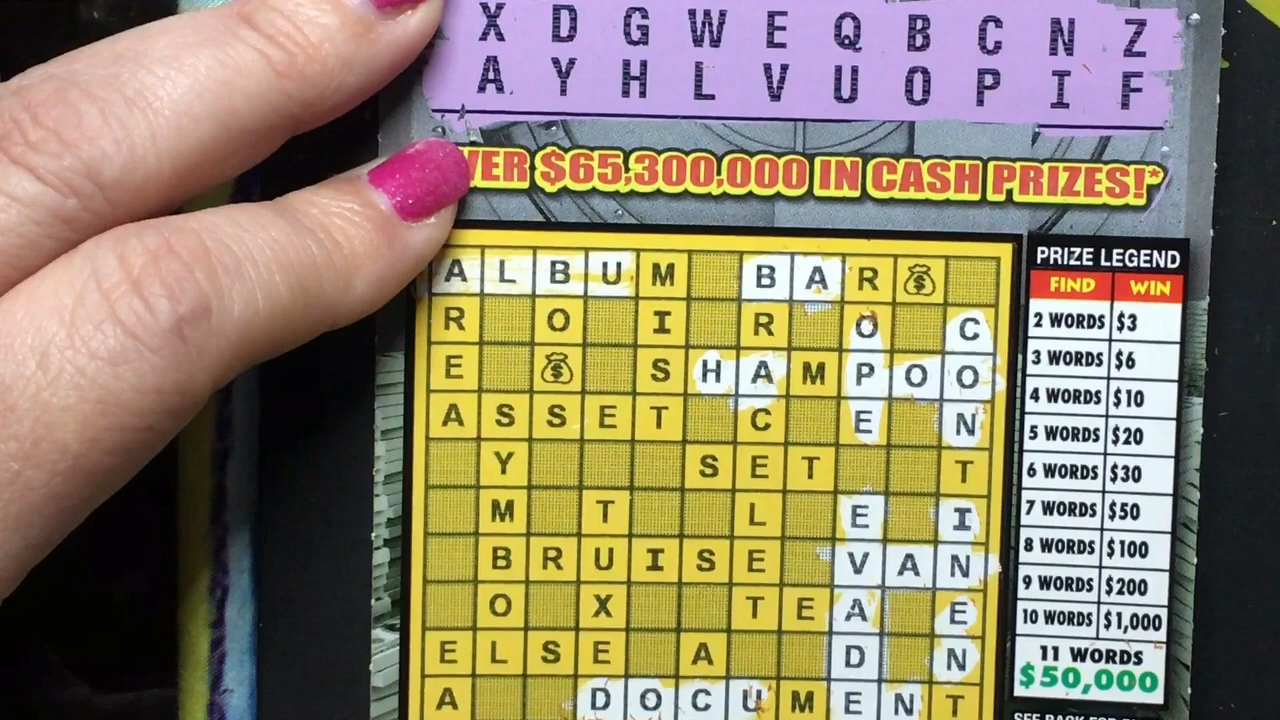 X D G W E Q B C N Z
A Y H L V U O P I F
VER $65,300,000 IN CASH PRIZES!*
A L B U M B A R
R O I R O C
E S H A M P O O
A S S E T C E N
Y S E T T
M T L E I
B R U I S E V A N
O X T E A E
E L S E A D N
A D O C U M E N T
PRIZE LEGEND
FIND WIN
2 WORDS $3
3 WORDS $6
4 WORDS $10
5 WORDS $20
6 WORDS $30
7 WORDS $50
8 WORDS $100
9 WORDS $200
10 WORDS $1,000
11 WORDS
$50,000